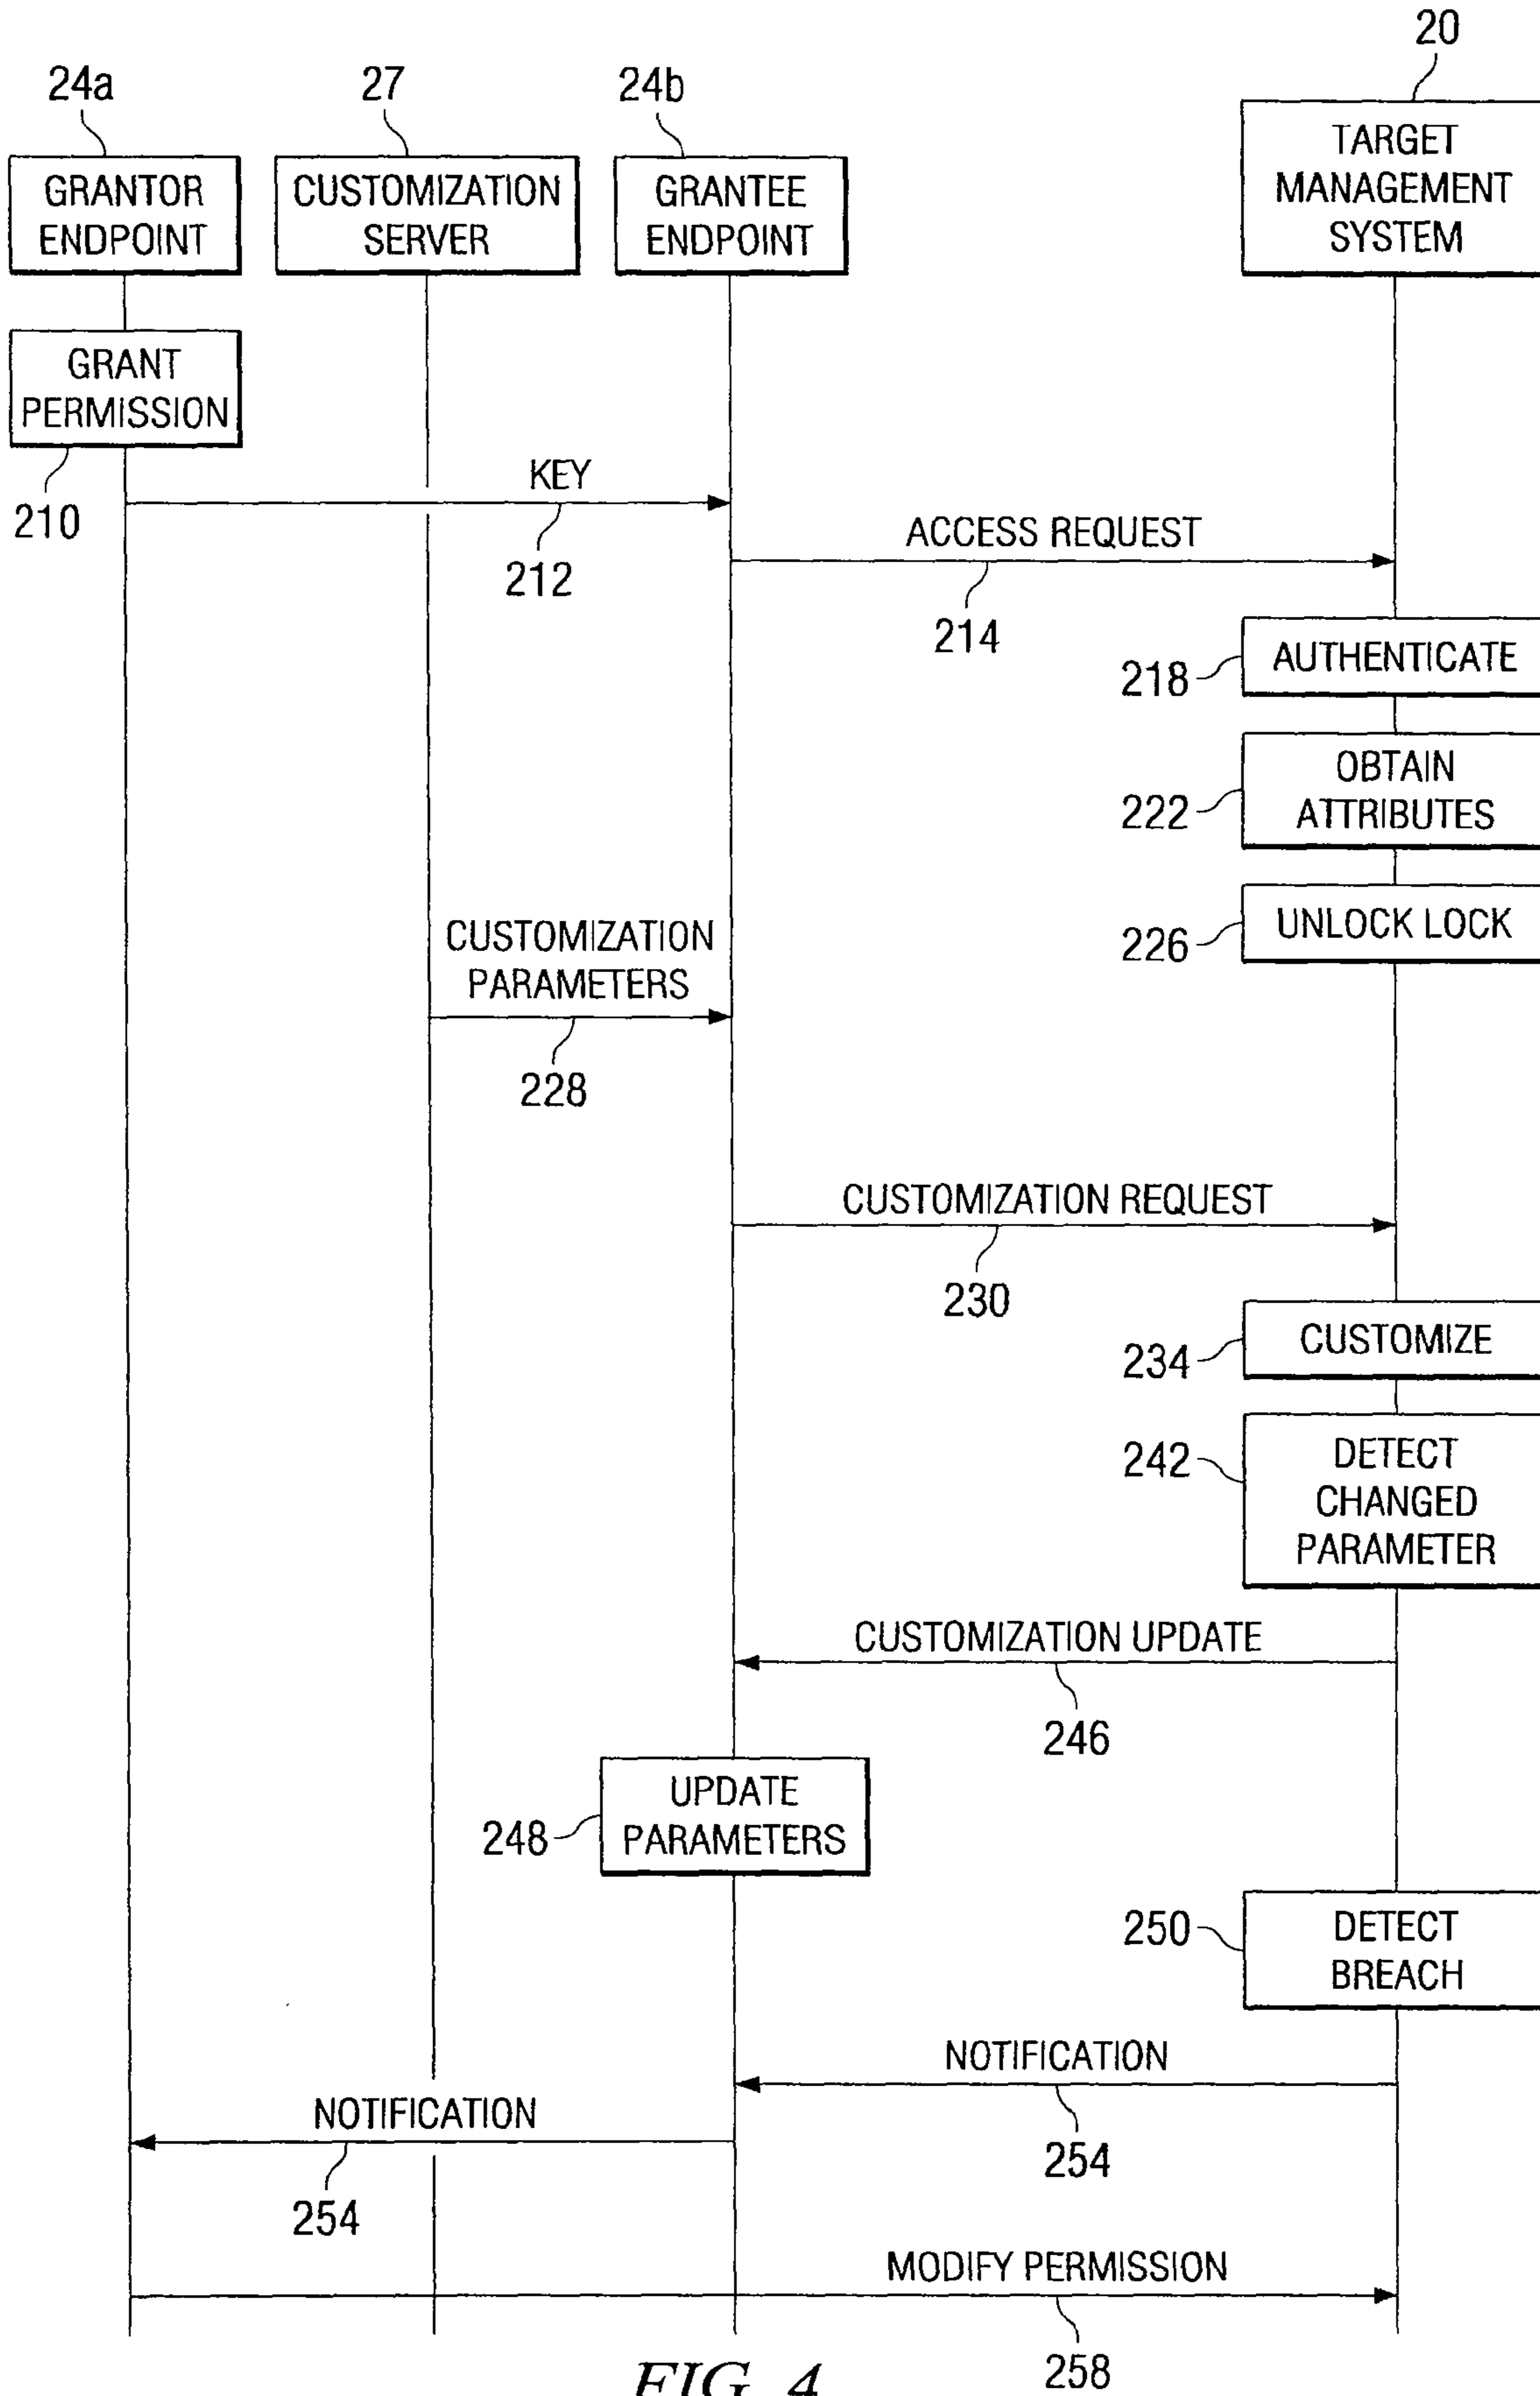 20
24a
27
24b
GRANTOR
ENDPOINT
CUSTOMIZATION
SERVER
GRANTEE
ENDPOINT
TARGET
MANAGEMENT
SYSTEM
GRANT
PERMISSION
210
KEY
212
ACCESS REQUEST
214
218
AUTHENTICATE
222
OBTAIN
ATTRIBUTES
226
UNLOCK LOCK
CUSTOMIZATION
PARAMETERS
228
CUSTOMIZATION REQUEST
230
234
CUSTOMIZE
242
DETECT
CHANGED
PARAMETER
CUSTOMIZATION UPDATE
246
248
UPDATE
PARAMETERS
250
DETECT
BREACH
NOTIFICATION
254
NOTIFICATION
254
MODIFY PERMISSION
258
FIG. 4